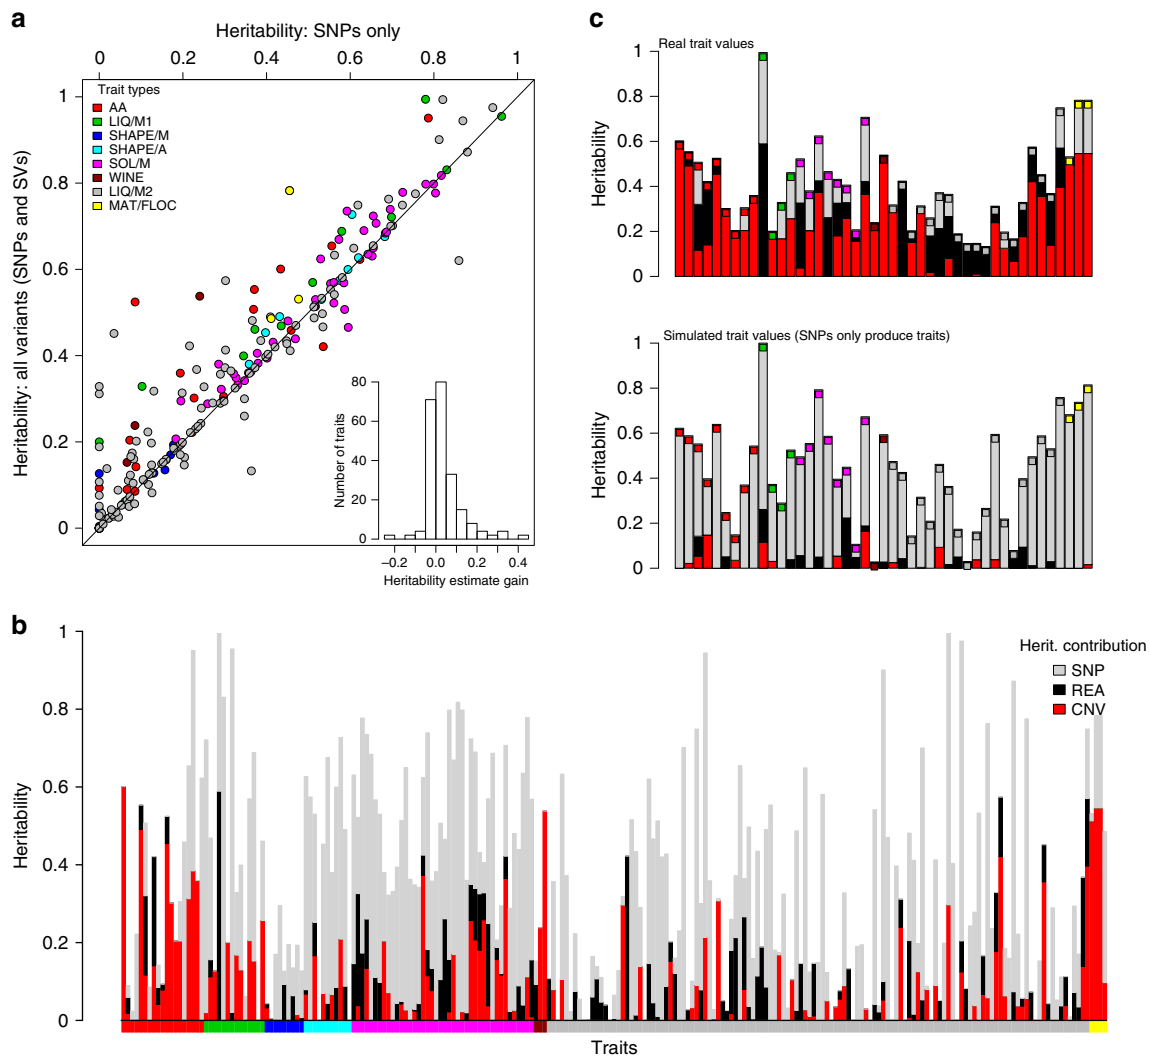 a
Heritability: SNPs only
0 0.2 0.4 0.6 0.8 1
Heritability: all variants (SNPs and SVs)
1
0.8
0.6
0.4
0.2
0
Trait types
AA
LIQ/M1
SHAPE/M
SHAPE/A
SOL/M
WINE
LIQ/M2
MAT/FLOC
Number of traits
80
60
40
20
0
−0.2 0.0 0.2 0.4
Heritability estimate gain
c
Real trait values
Heritability
1
0.8
0.6
0.4
0.2
0
Simulated trait values (SNPs only produce traits)
Heritability
1
0.8
0.6
0.4
0.2
0
b
Heritability
1
0.8
0.6
0.4
0.2
0
Herit. contribution
SNP
REA
CNV
Traits